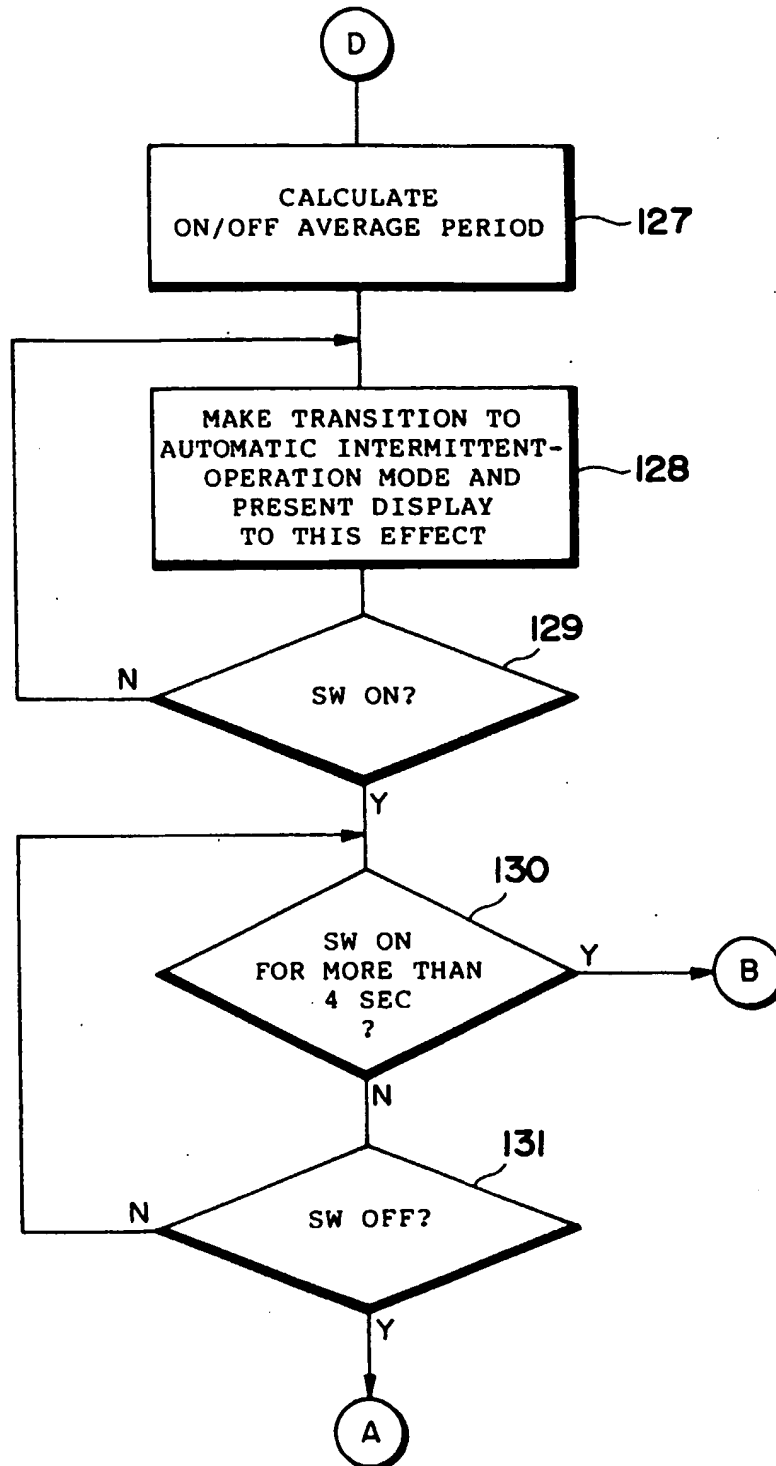 D
CALCULATE
ON/OFF AVERAGE PERIOD
127
MAKE TRANSITION TO
AUTOMATIC INTERMITTENT-
OPERATION MODE AND
PRESENT DISPLAY
TO THIS EFFECT
128
129
N
SW ON?
Y
130
SW ON
FOR MORE THAN
4 SEC
?
Y
B
N
131
N
SW OFF?
Y
A